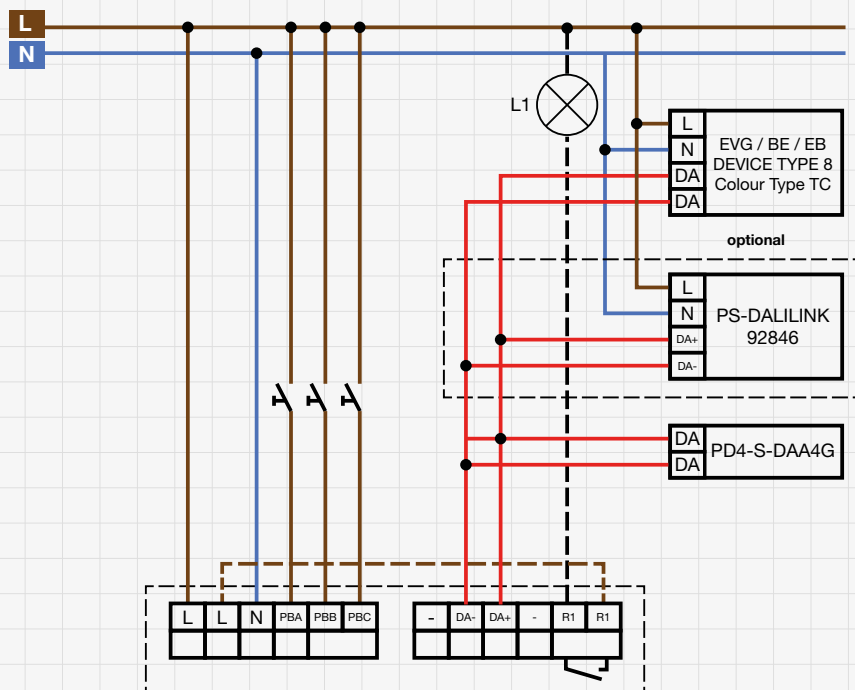 L
N
L1
L
N
DA
DA
EVG / BE / EB
DEVICE TYPE 8
Colour Type TC
optional
L
N
DA+
DA-
PS-DALILINK
92846
DA
DA
PD4-S-DAA4G
L L N PBA PBB PBC
- DA- DA+ - R1 R1